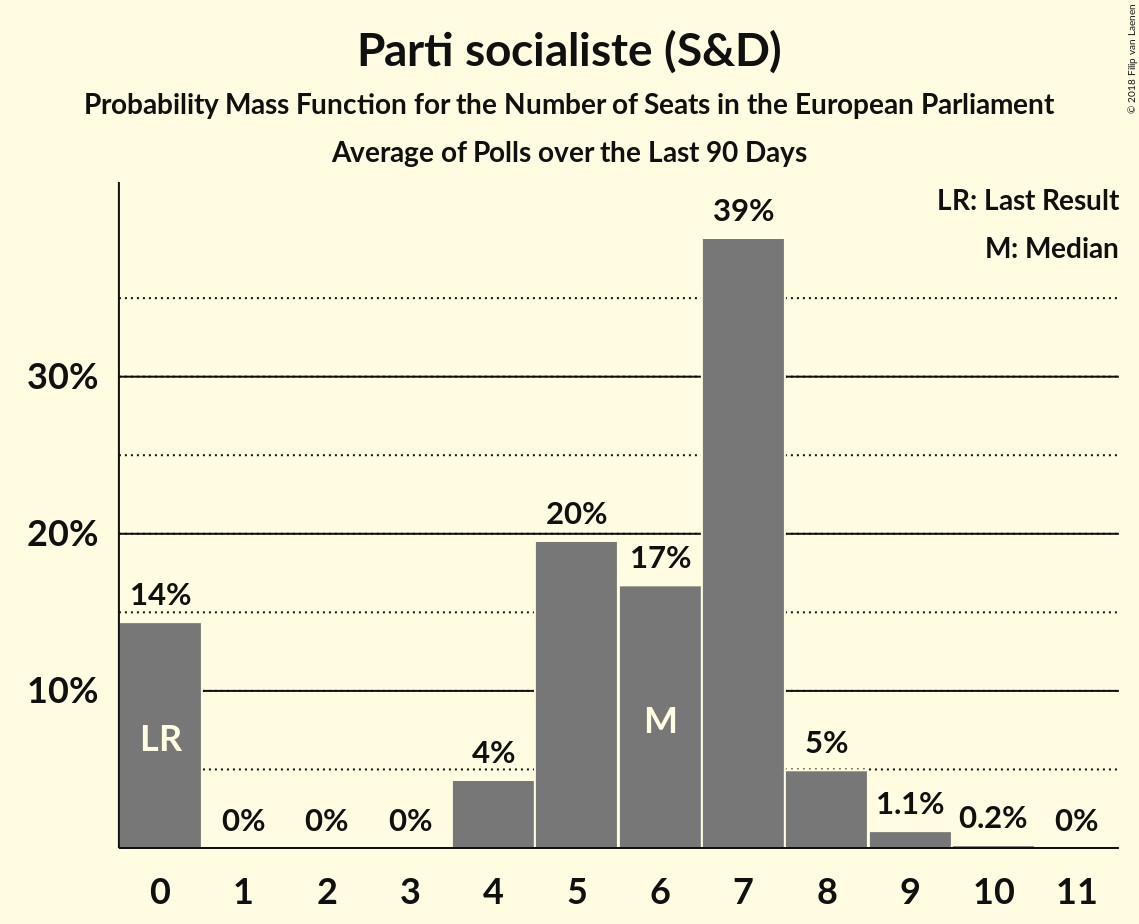 Parti socialiste (S&D)
Probability Mass Function for the Number of Seats in the European Parliament
Average of Polls over the Last 90 Days
© 2018 Filip van Laenen
LR: Last Result
M: Median
39%
30%
20%
20%
17%
14%
10%
LR
M
5%
4%
1.1%
0.2%
0%
0%
0%
0%
0 1 2 3 4 5 6 7 8 9 10 11